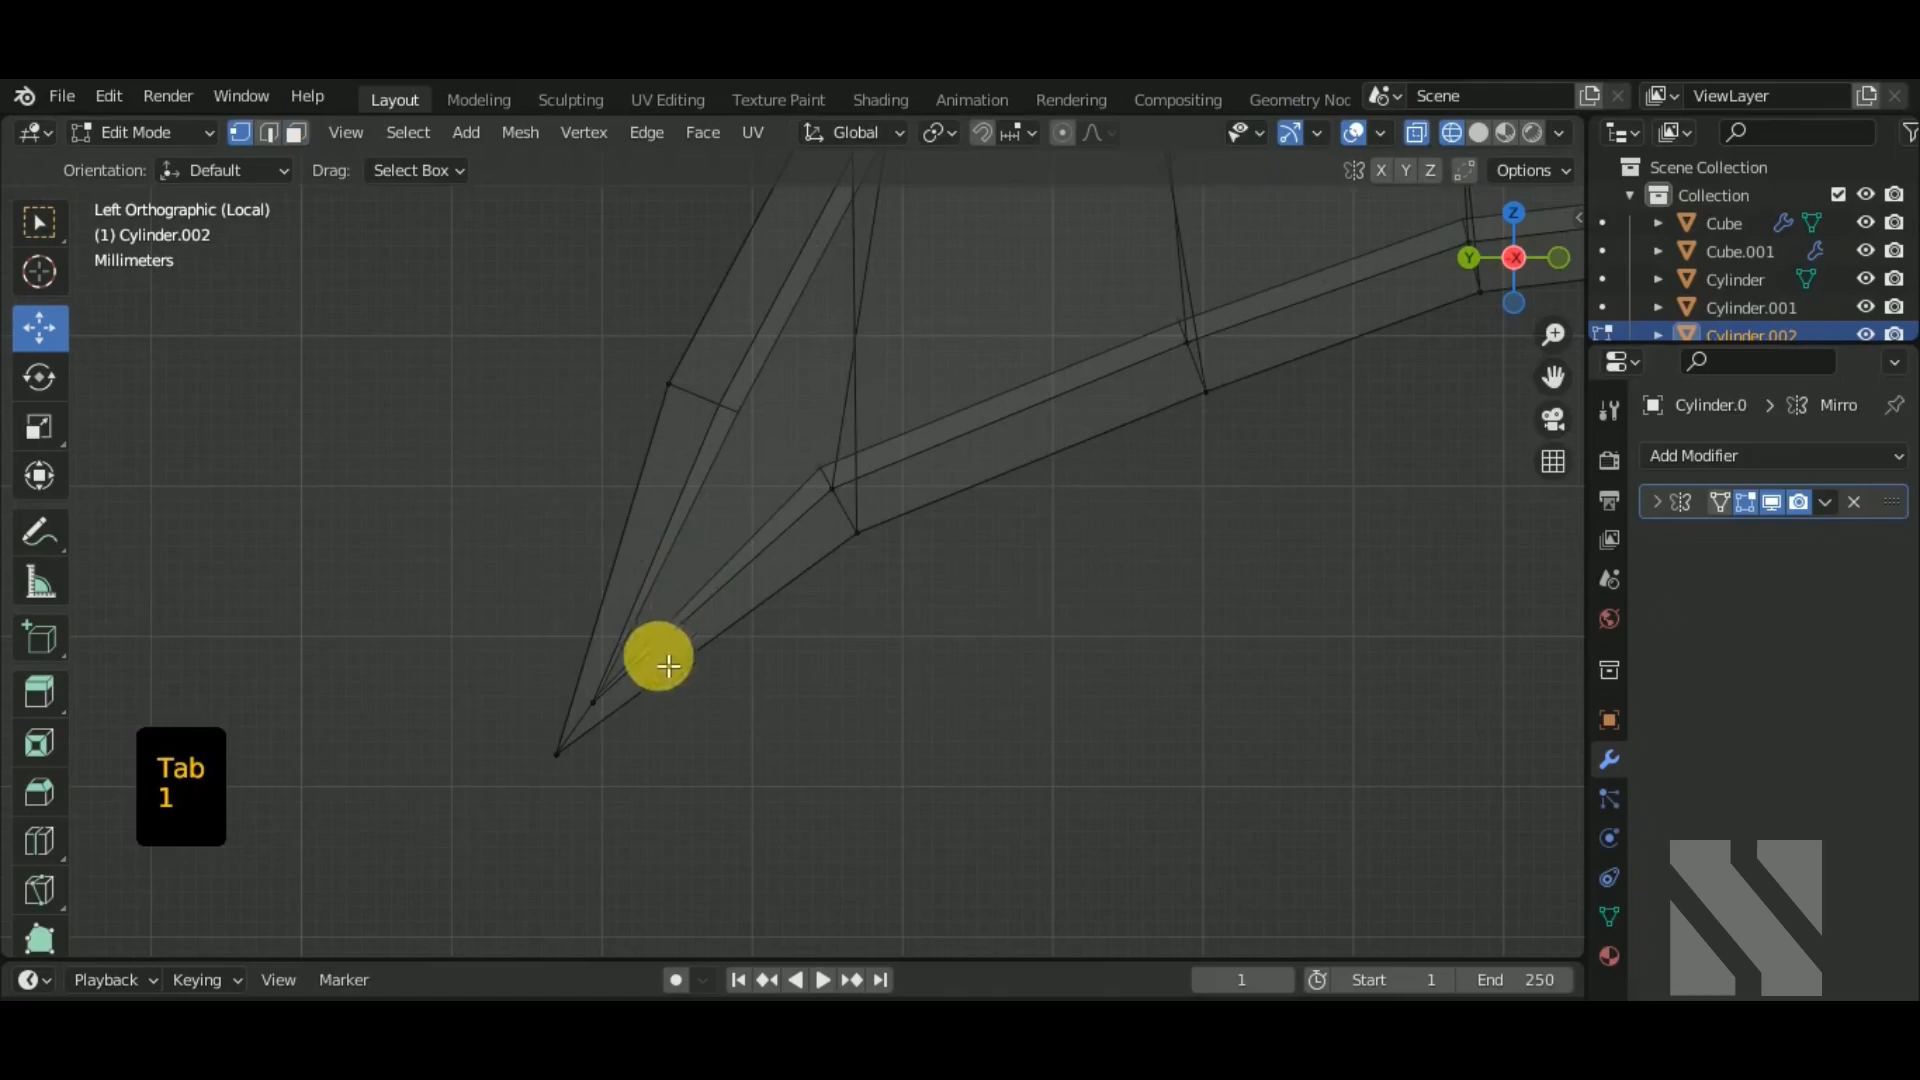 File Edit Render Window Help Layout Modeling Sculpting UV Editing Texture Paint Shading Animation Rendering Compositing Geometry Noc Scene ViewLayer
Edit Mode View Select Add Mesh Vertex Edge Face UV Global
Orientation: Default Drag: Select Box X Y Z Options
Left Orthographic (Local)
(1) Cylinder.002
Millimeters
Z
Y
-X
Scene Collection
Collection
Cube
Cube.001
Cylinder
Cylinder.001
Cylinder.002
Cylinder.0 Mirro
Add Modifier
Tab
1
Playback Keying View Marker 1 Start 1 End 250